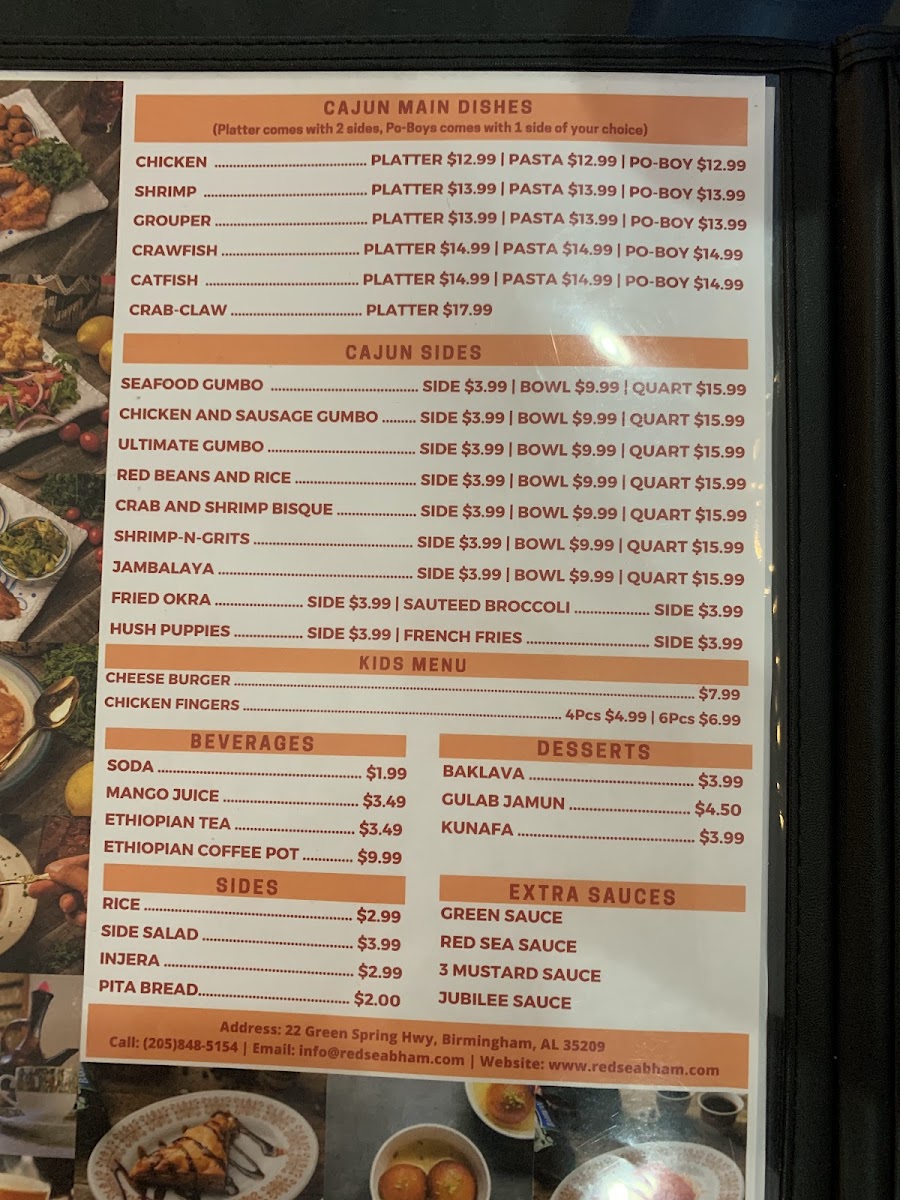 CAJUN MAIN DISHES
(Platter comes with 2 sides, Po-Boys comes with 1 side of your choice)
CHICKEN ........ PLATTER $12.99 | PASTA $12.99 | PO-BOY $12.99
SHRIMP ........ PLATTER $13.99 | PASTA $13.99 | PO-BOY $13.99
GROUPER ........ PLATTER $13.99 | PASTA $13.99 | PO-BOY $13.99
CRAWFISH ........ PLATTER $14.99 | PASTA $14.99 | PO-BOY $14.99
CATFISH ........ PLATTER $14.99 | PASTA $14.99 | PO-BOY $14.99
CRAB-CLAW ........ PLATTER $17.99
CAJUN SIDES
SEAFOOD GUMBO ........ SIDE $3.99 | BOWL $9.99 | QUART $15.99
CHICKEN AND SAUSAGE GUMBO ........ SIDE $3.99 | BOWL $9.99 | QUART $15.99
ULTIMATE GUMBO ........ SIDE $3.99 | BOWL $9.99 | QUART $15.99
RED BEANS AND RICE ........ SIDE $3.99 | BOWL $9.99 | QUART $15.99
CRAB AND SHRIMP BISQUE ........ SIDE $3.99 | BOWL $9.99 | QUART $15.99
SHRIMP-N-GRITS ........ SIDE $3.99 | BOWL $9.99 | QUART $15.99
JAMBALAYA ........ SIDE $3.99 | BOWL $9.99 | QUART $15.99
FRIED OKRA ........ SIDE $3.99 | SAUTEED BROCCOLI ........ SIDE $3.99
HUSH PUPPIES ........ SIDE $3.99 | FRENCH FRIES ........ SIDE $3.99
KIDS MENU
CHEESE BURGER ........ $7.99
CHICKEN FINGERS ........ 4Pcs $4.99 | 6Pcs $6.99
BEVERAGES
SODA ........ $1.99
MANGO JUICE ........ $3.49
ETHIOPIAN TEA ........ $3.49
ETHIOPIAN COFFEE POT ........ $9.99
DESSERTS
BAKLAVA ........ $3.99
GULAB JAMUN ........ $4.50
KUNAFA ........ $3.99
SIDES
RICE ........ $2.99
SIDE SALAD ........ $3.99
INJERA ........ $2.99
PITA BREAD........ $2.00
EXTRA SAUCES
GREEN SAUCE
RED SEA SAUCE
3 MUSTARD SAUCE
JUBILEE SAUCE
Address: 22 Green Spring Hwy, Birmingham, AL 35209
Call: (205)848-5154 | Email: info@redseabham.com | Website: www.redseabham.com